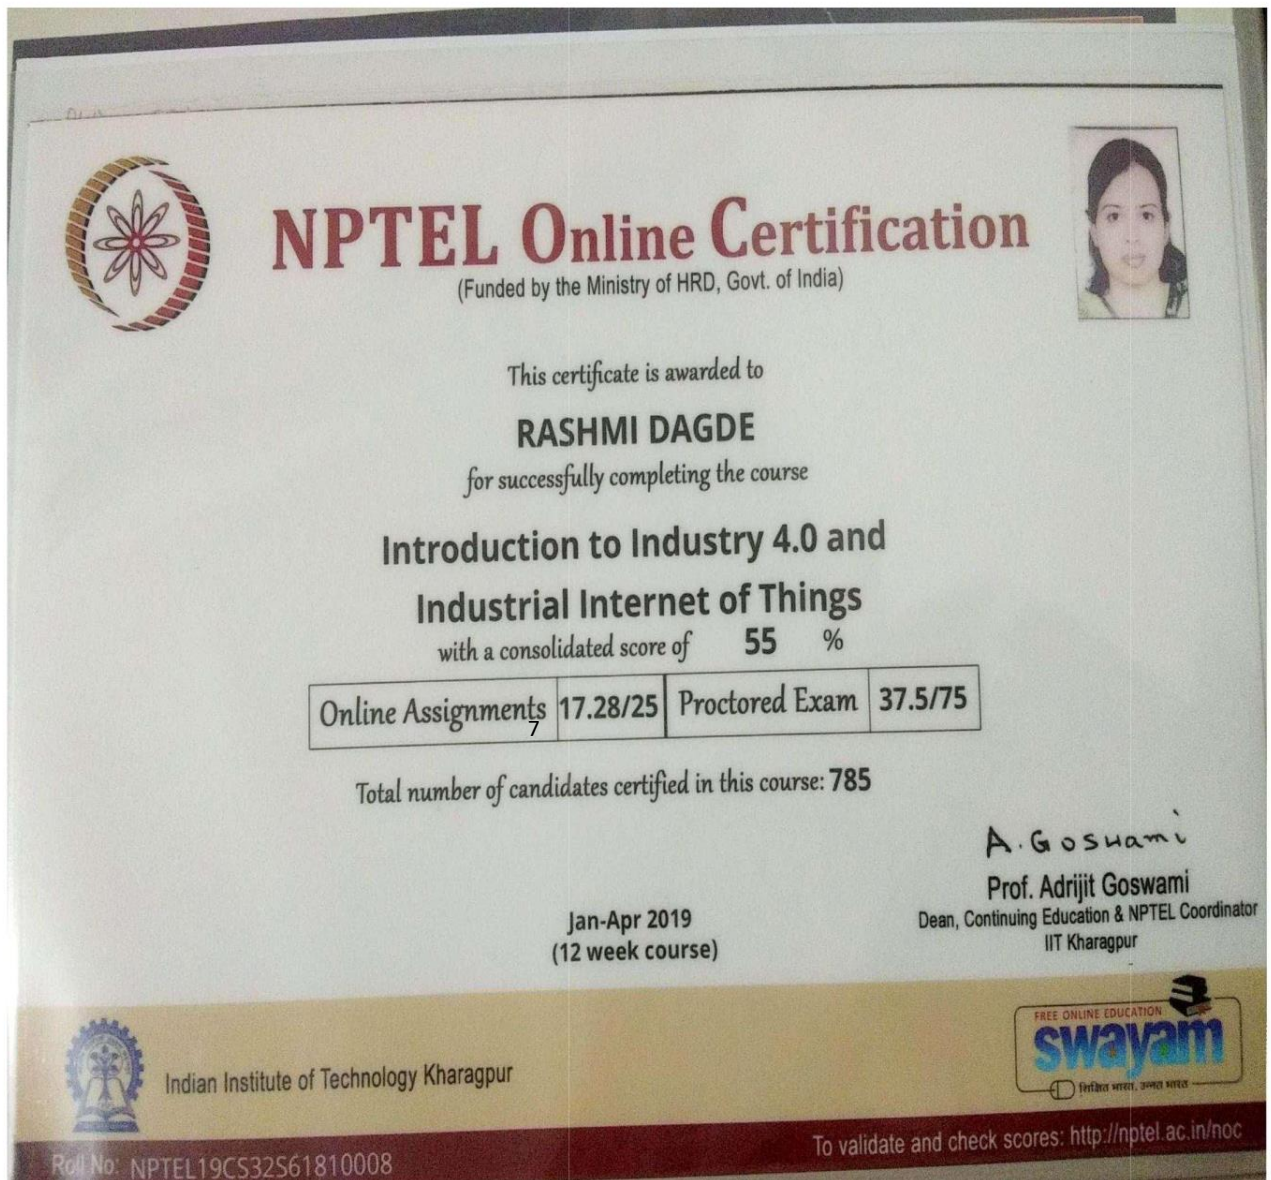 NPTEL Online Certification
(Funded by the Ministry of HRD, Govt. of India)
This certificate is awarded to
RASHMI DAGDE
for successfully completing the course
Introduction to Industry 4.0 and
Industrial Internet of Things
with a consolidated score of 55 %
Online Assignments 17.28/25 Proctored Exam 37.5/75
7
Total number of candidates certified in this course: 785
A. Goswami
Prof. Adrijit Goswami
Dean, Continuing Education & NPTEL Coordinator
IIT Kharagpur
Jan-Apr 2019
(12 week course)
FREE ONLINE EDUCATION
swayam
शिक्षित भारत, उन्नत भारत
Indian Institute of Technology Kharagpur
To validate and check scores: http://nptel.ac.in/noc
Roll No: NPTEL19CS32S61810008